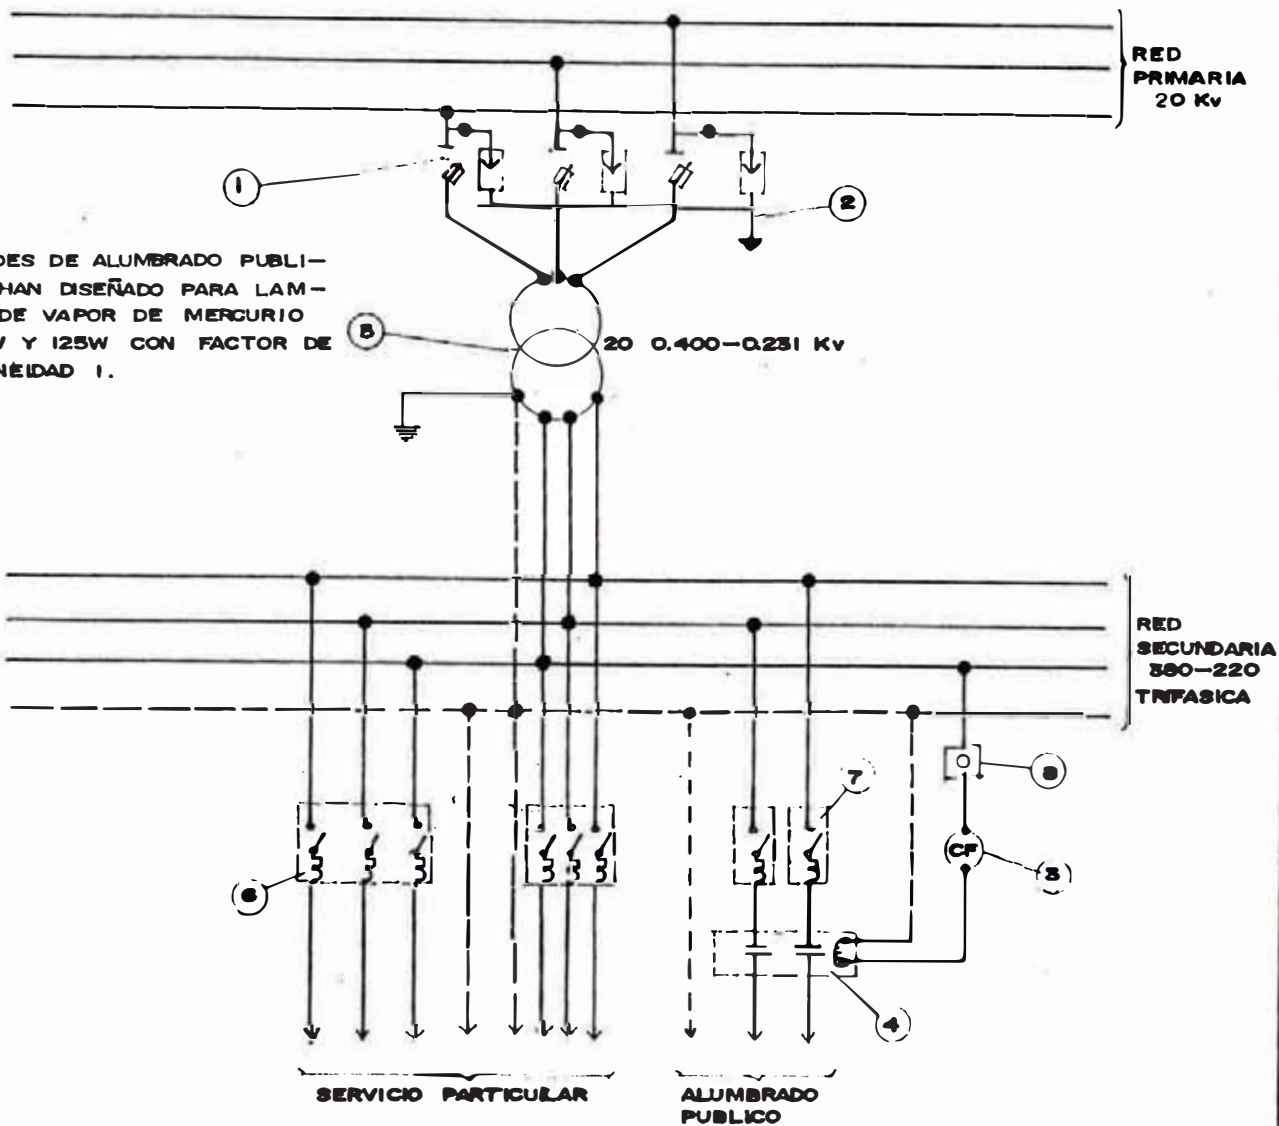 RED
PRIMARIA
20 Kv
1
2
DES DE ALUMBRADO PUBLI-
HAN DISEÑADO PARA LAM-
DE VAPOR DE MERCURIO
Y 125W CON FACTOR DE
NEIDAD 1.
5
20 0.400-0.231 Kv
RED
SECUNDARIA
380-220
TRIFASICA
7
8
CF
3
6
4
SERVICIO PARTICULAR
ALUMBRADO
PUBLICO